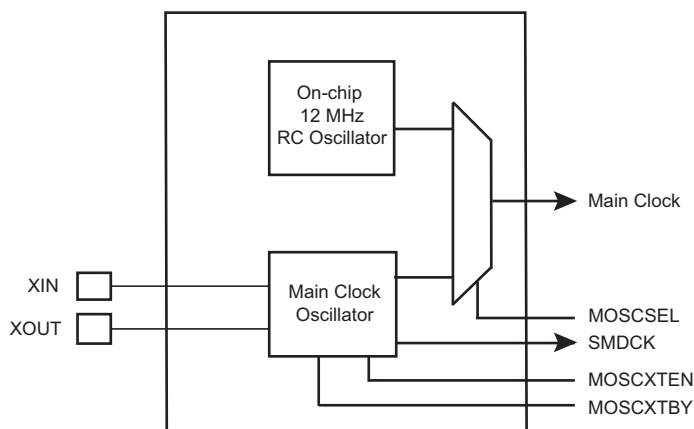 On-chip
12 MHz
RC Oscillator
Main Clock
XIN
Main Clock
Oscillator
XOUT
MOSCSEL
SMDCK
MOSCXTEN
MOSCXTBY